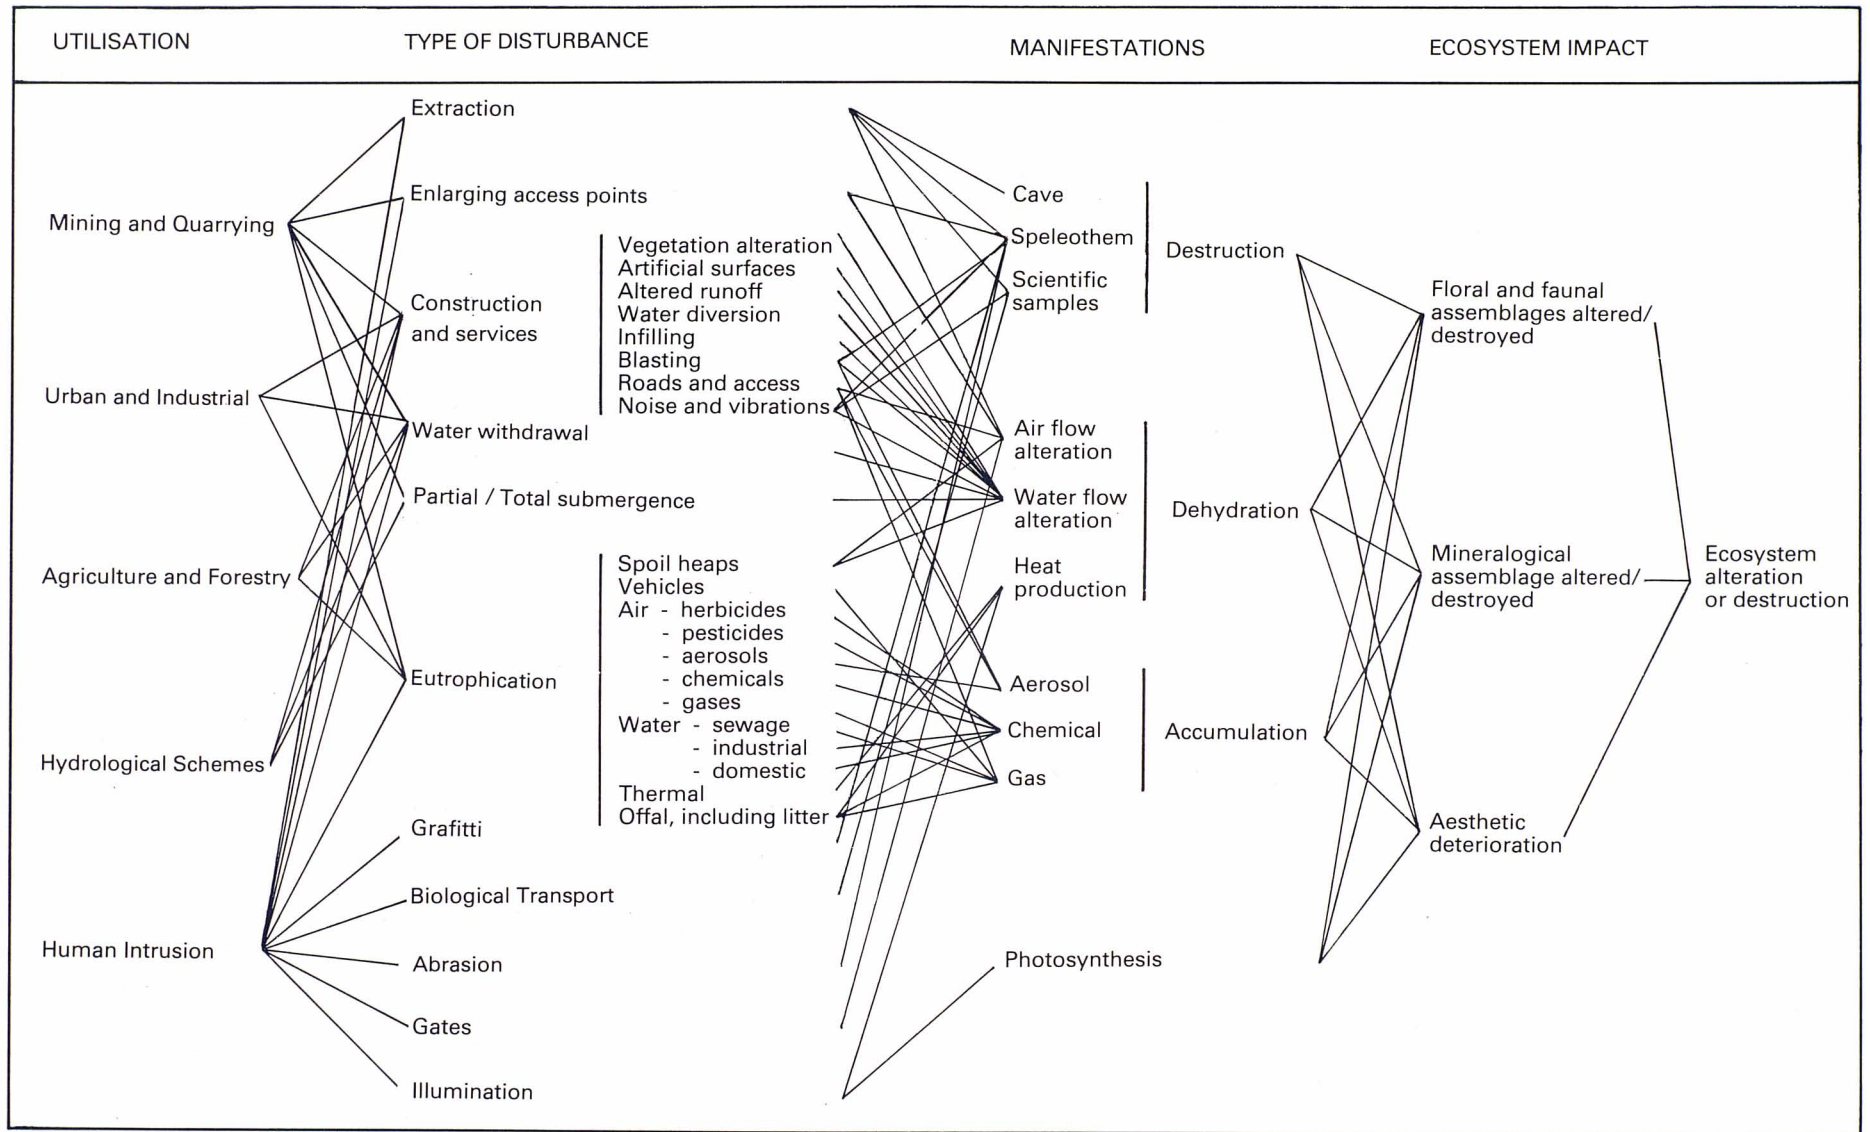 UTILISATION
TYPE OF DISTURBANCE
MANIFESTATIONS
ECOSYSTEM IMPACT
Mining and Quarrying
Urban and Industrial
Agriculture and Forestry
Hydrological Schemes
Human Intrusion
Extraction
Enlarging access points
Construction
and services
Vegetation alteration
Artificial surfaces
Altered runoff
Water diversion
Infilling
Blasting
Roads and access
Noise and vibrations
Water withdrawal
Partial / Total submergence
Eutrophication
Spoil heaps
Vehicles
Air - herbicides
- pesticides
- aerosols
- chemicals
- gases
Water - sewage
- industrial
- domestic
Thermal
Offal, including litter
Grafitti
Biological Transport
Abrasion
Gates
Illumination
Cave
Speleothem
Scientific
samples
Air flow
alteration
Water flow
alteration
Heat
production
Aerosol
Chemical
Gas
Photosynthesis
Destruction
Dehydration
Accumulation
Floral and faunal
assemblages altered/
destroyed
Mineralogical
assemblage altered/
destroyed
Aesthetic
deterioration
Ecosystem
alteration
or destruction